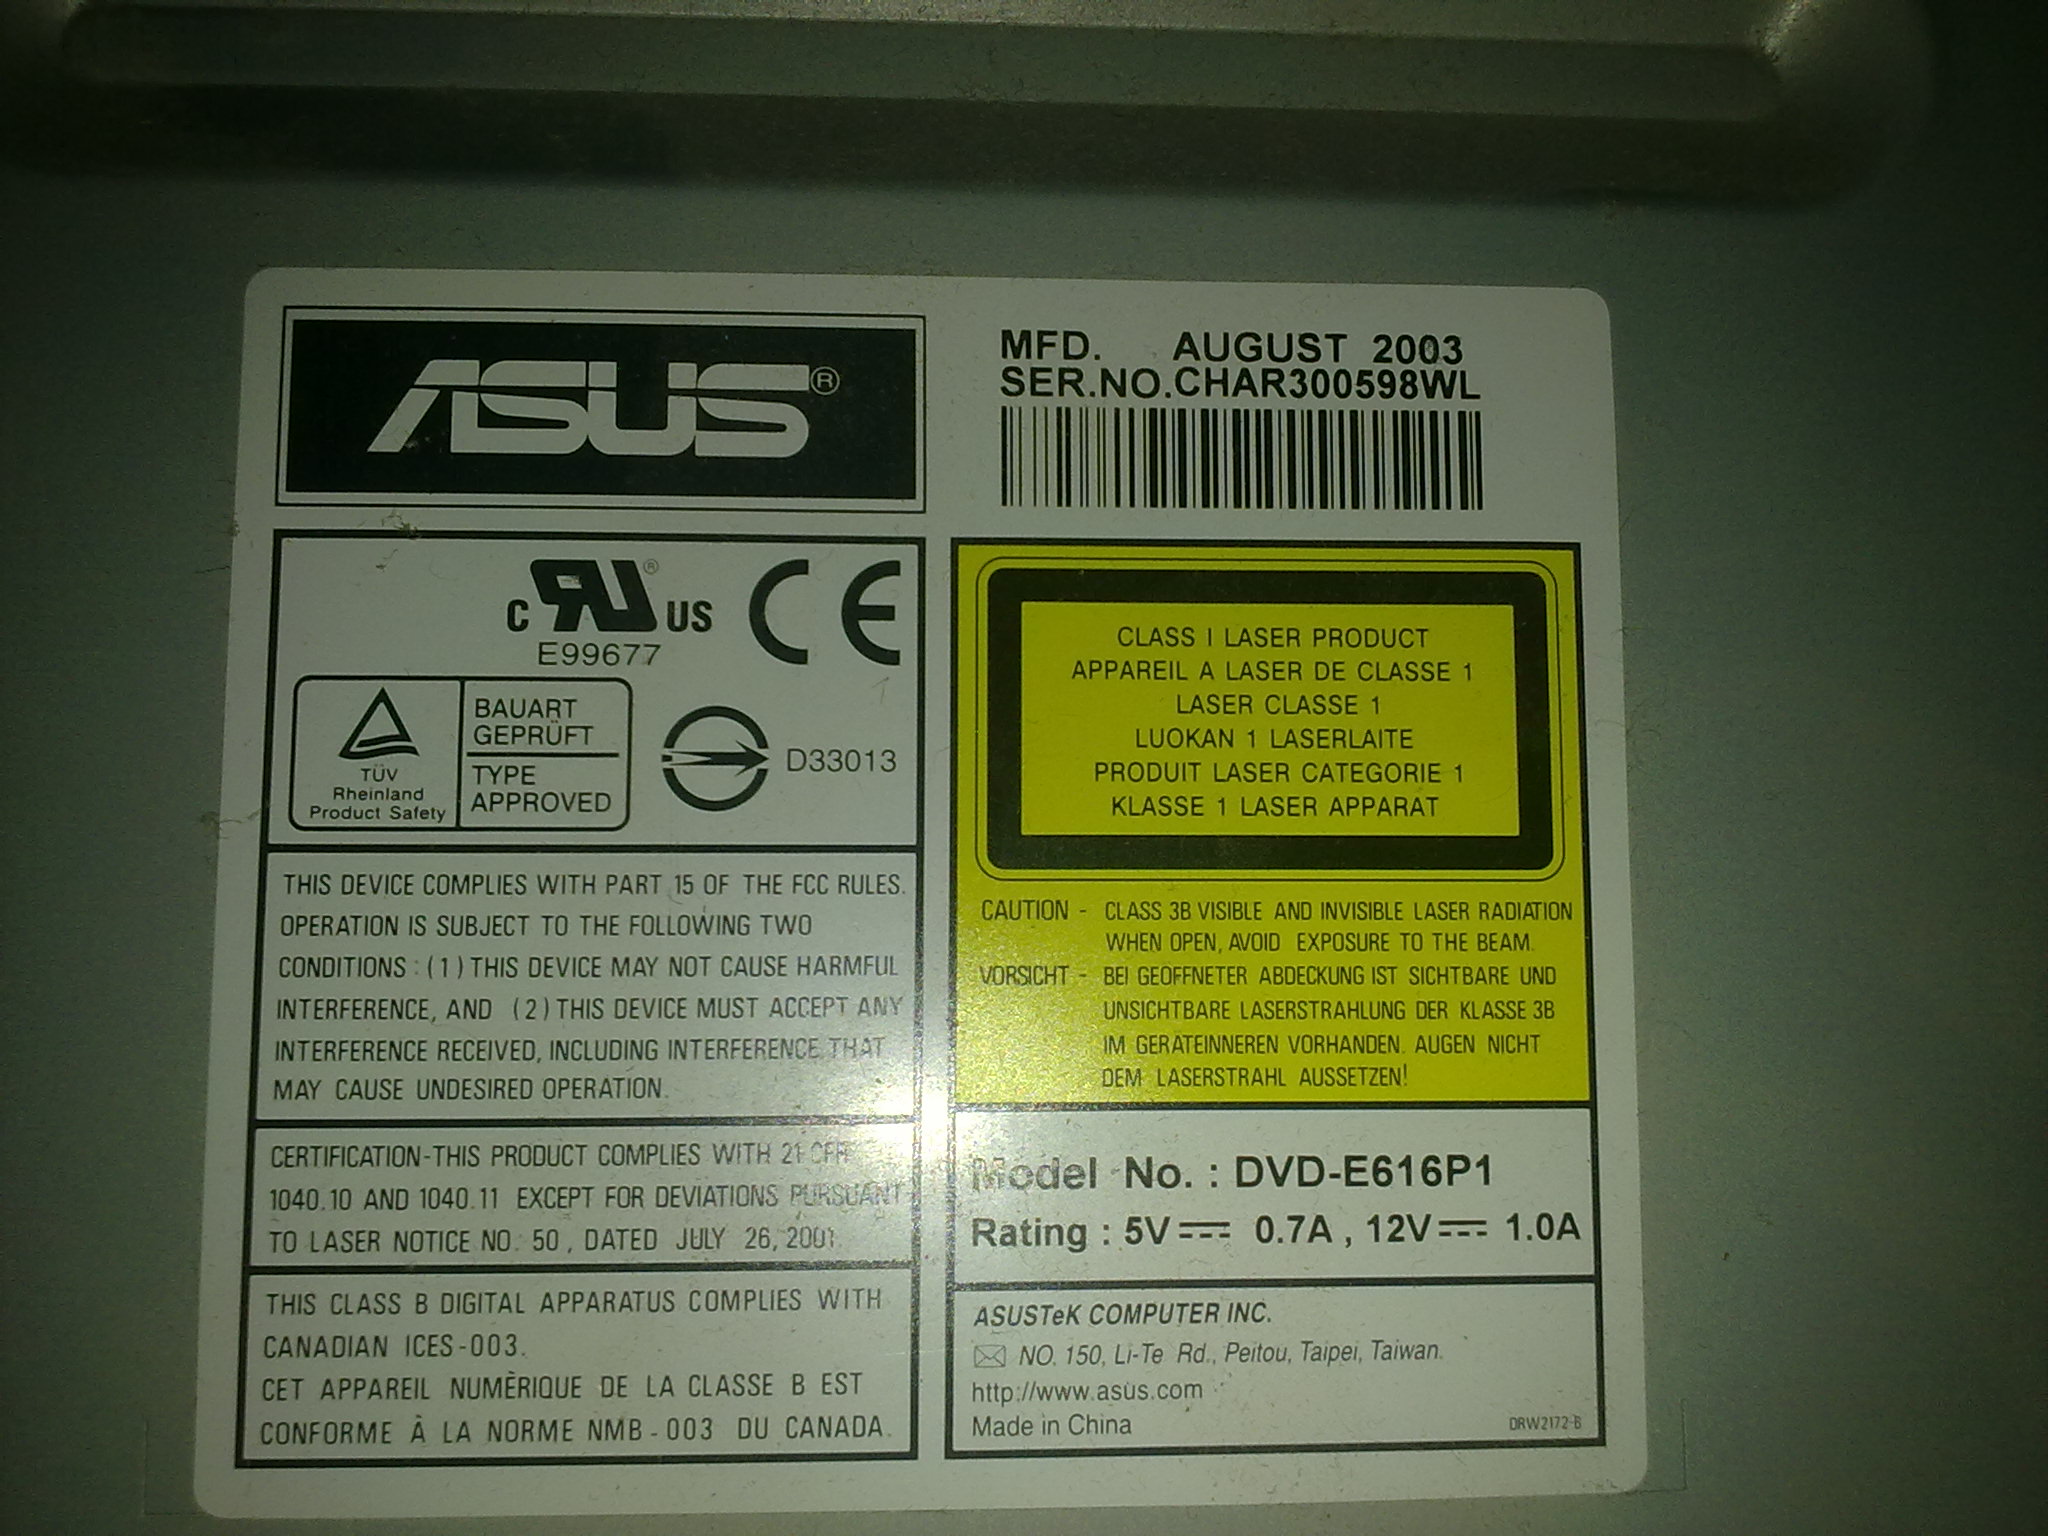 ASUS®
MFD. AUGUST 2003
SER.NO.CHAR300598WL
C RU® US
E99677
CE
TÜV
Rheinland
Product Safety
BAUART
GEPRÜFT
TYPE
APPROVED
D33013
THIS DEVICE COMPLIES WITH PART 15 OF THE FCC RULES.
OPERATION IS SUBJECT TO THE FOLLOWING TWO
CONDITIONS : (1) THIS DEVICE MAY NOT CAUSE HARMFUL
INTERFERENCE, AND (2) THIS DEVICE MUST ACCEPT ANY
INTERFERENCE RECEIVED, INCLUDING INTERFERENCE THAT
MAY CAUSE UNDESIRED OPERATION.
CERTIFICATION-THIS PRODUCT COMPLIES WITH 21 CFR
1040.10 AND 1040.11 EXCEPT FOR DEVIATIONS PURSUANT
TO LASER NOTICE NO. 50, DATED JULY 26, 2001.
THIS CLASS B DIGITAL APPARATUS COMPLIES WITH
CANADIAN ICES-003.
CET APPAREIL NUMÈRIQUE DE LA CLASSE B EST
CONFORME À LA NORME NMB-003 DU CANADA.
CLASS I LASER PRODUCT
APPAREIL A LASER DE CLASSE 1
LASER CLASSE 1
LUOKAN 1 LASERLAITE
PRODUIT LASER CATEGORIE 1
KLASSE 1 LASER APPARAT
CAUTION - CLASS 3B VISIBLE AND INVISIBLE LASER RADIATION
WHEN OPEN, AVOID EXPOSURE TO THE BEAM.
VORSICHT - BEI GEOFFNETER ABDECKUNG IST SICHTBARE UND
UNSICHTBARE LASERSTRAHLUNG DER KLASSE 3B
IM GERATEINNEREN VORHANDEN. AUGEN NICHT
DEM LASERSTRAHL AUSSETZEN!
Model No. : DVD-E616P1
Rating : 5V⎓ 0.7A , 12V⎓ 1.0A
ASUSTeK COMPUTER INC.
NO. 150, Li-Te Rd., Peitou, Taipei, Taiwan.
http://www.asus.com
Made in China
DRW2172-B